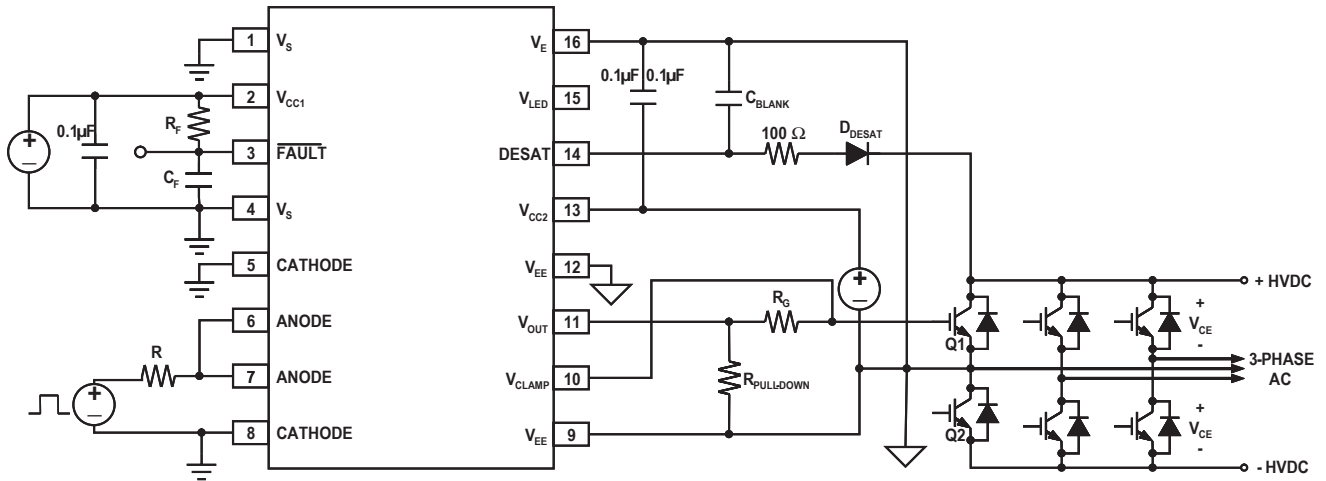 1 V_S
2 V_CC1
3 FAULT
4 V_S
5 CATHODE
6 ANODE
7 ANODE
8 CATHODE
V_E 16
V_LED 15
DESAT 14
V_CC2 13
V_EE 12
V_OUT 11
V_CLAMP 10
V_EE 9
0.1µF
R_F
C_F
+
–
R
+
–
0.1µF 0.1µF
C_BLANK
100 Ω
D_DESAT
+
–
R_G
R_PULL-DOWN
Q1
Q2
+ HVDC
+
V_CE
-
3-PHASE
AC
+
V_CE
-
- HVDC